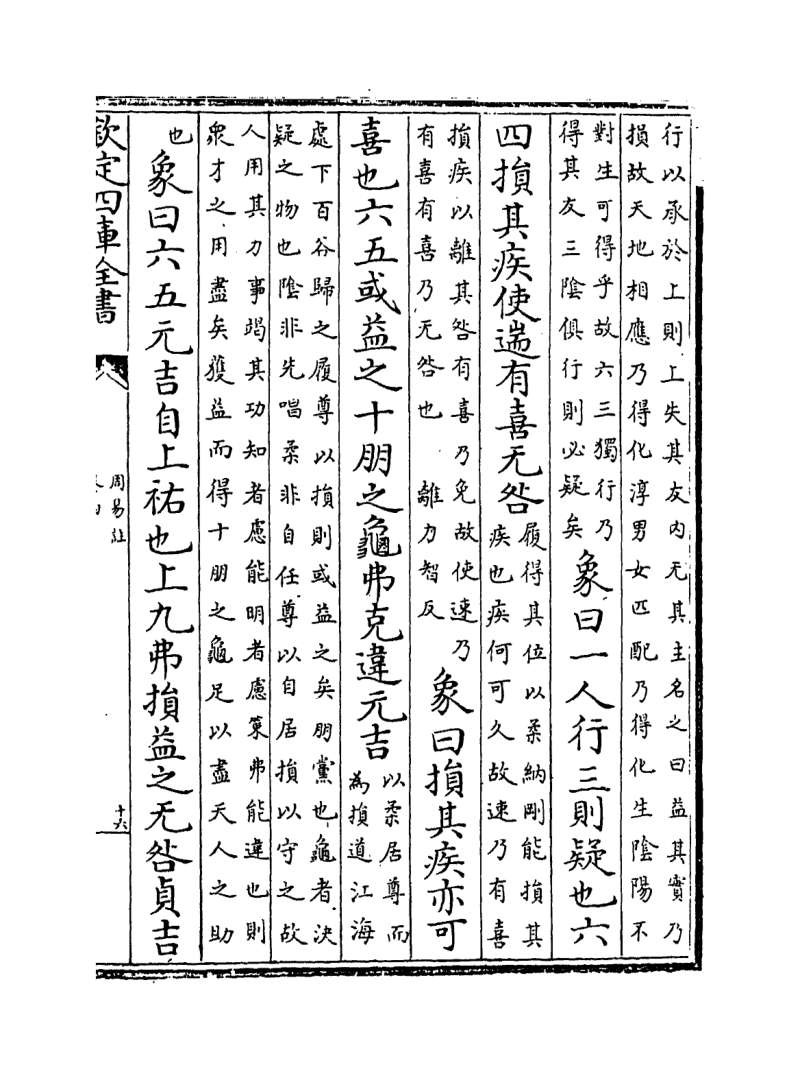 行以承於上則上失其友内无其主名之曰益其實乃
損故天地相應乃得化淳男女匹配乃得化生陰陽不
對生可得乎故六三獨行乃
得其友三陰俱行則必疑矣
象曰一人行三則疑也六
四損其疾使遄有喜无咎
履得其位以柔納剛能損其
疾也疾何可久故速乃有喜
損疾以離其咎有喜乃免故使速乃
有喜有喜乃无咎也　離力智反
象曰損其疾亦可
喜也六五或益之十朋之龜弗克違元吉
以柔居尊而
為損道江海
處下百谷歸之履尊以損則或益之矣朋黨也龜者決
疑之物也陰非先唱柔非自任尊以自居損以守之故
人用其力事竭其功知者慮能明者慮策弗能違也則
衆才之用盡矣獲益而得十朋之龜足以盡天人之助
也
象曰六五元吉自上祐也上九弗損益之无咎貞吉
欽定四庫全書
周易註
十六